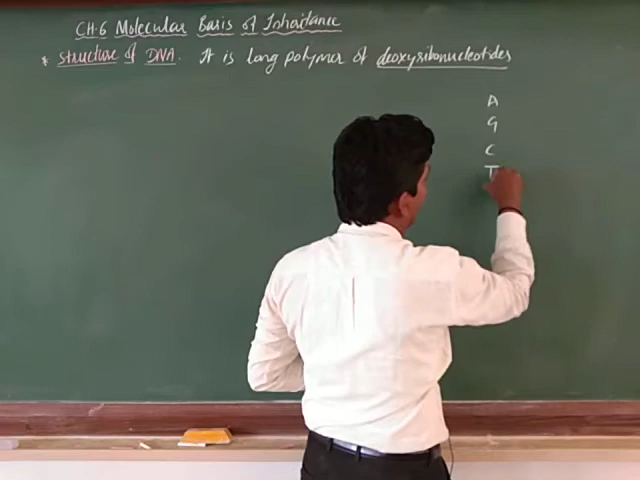 CH-6 Molecular Basis of Inheritance
* Structure of DNA. It is long polymer of deoxyribonucleotides
A
G
C
T